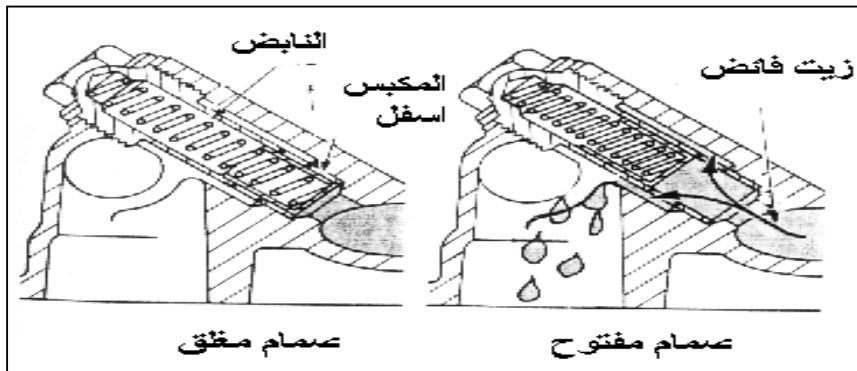 النابض
المكبس
اسفل
زيت فائض
صمام مغلق
صمام مفتوح